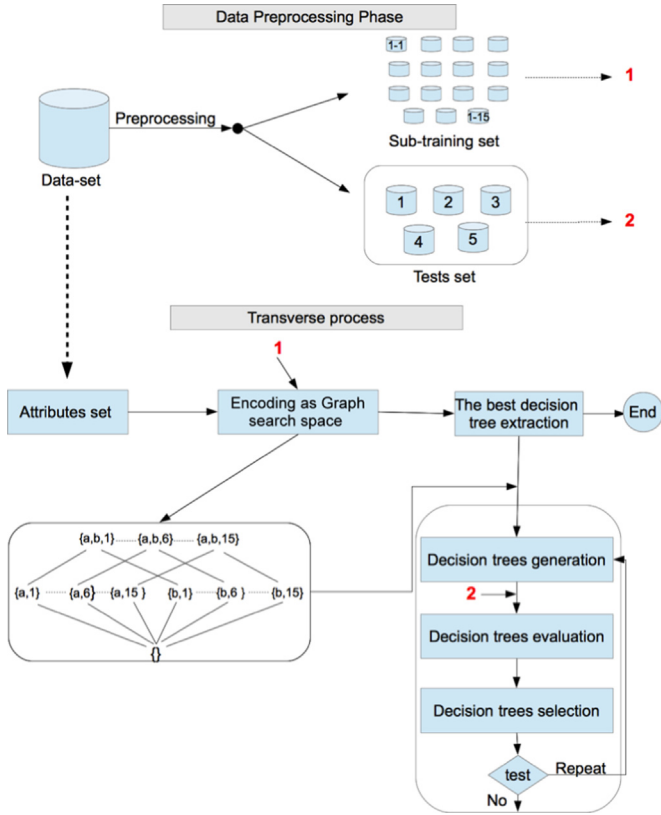 Data Preprocessing Phase
1-1
1
Preprocessing
1-15
Sub-training set
Data-set
1 2 3
2
4 5
Tests set
Transverse process
1
Attributes set
Encoding as Graph
search space
The best decision
tree extraction
End
{a,b,1} {a,b,6} {a,b,15}
{a,1} {a,6} {a,15 } {b,1} {b,6 } {b,15}
{}
Decision trees generation
2
Decision trees evaluation
Decision trees selection
test
Repeat
No